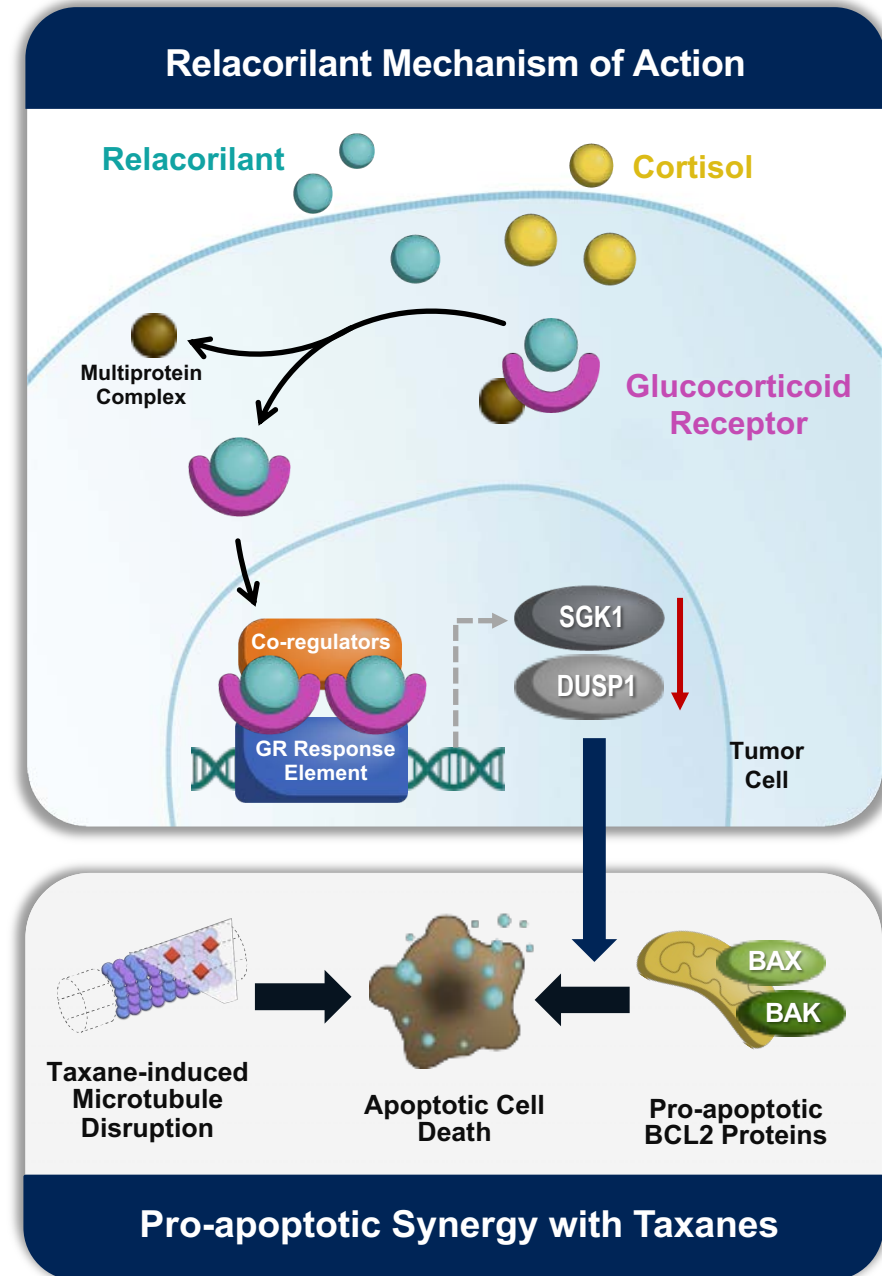 Relacorilant Mechanism of Action
Relacorilant
Cortisol
Multiprotein
Complex
Glucocorticoid
Receptor
Co-regulators
SGK1
DUSP1
GR Response
Element
Tumor
Cell
BAX
BAK
Taxane-induced
Microtubule
Disruption
Apoptotic Cell
Death
Pro-apoptotic
BCL2 Proteins
Pro-apoptotic Synergy with Taxanes